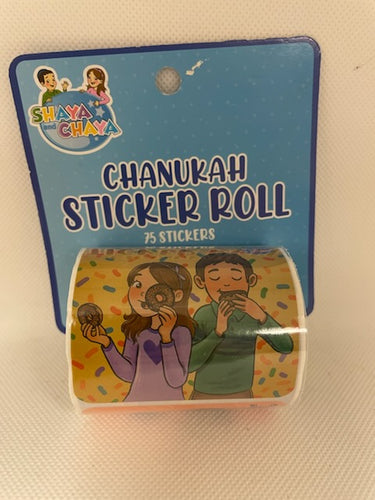 SHAYA
and
CHAYA
CHANUKAH
STICKER ROLL
75 STICKERS